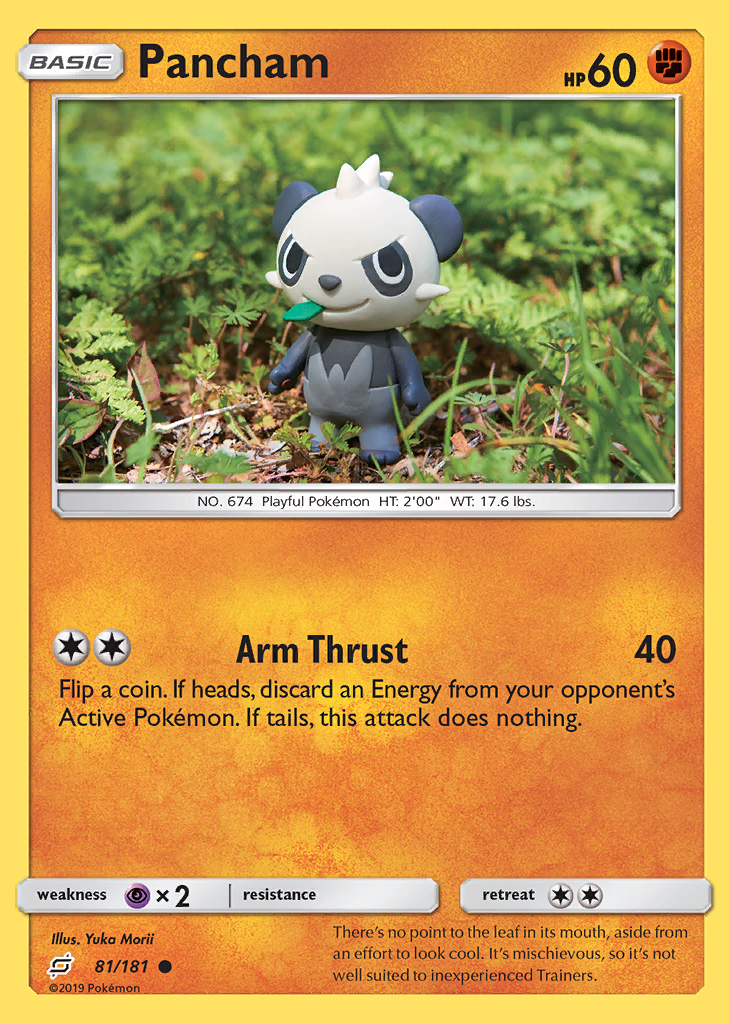 BASIC Pancham HP60
NO. 674 Playful Pokémon HT: 2'00" WT: 17.6 lbs.
Arm Thrust 40
Flip a coin. If heads, discard an Energy from your opponent's
Active Pokémon. If tails, this attack does nothing.
weakness ×2 resistance retreat
Illus. Yuka Morii
81/181
©2019 Pokémon
There's no point to the leaf in its mouth, aside from
an effort to look cool. It's mischievous, so it's not
well suited to inexperienced Trainers.